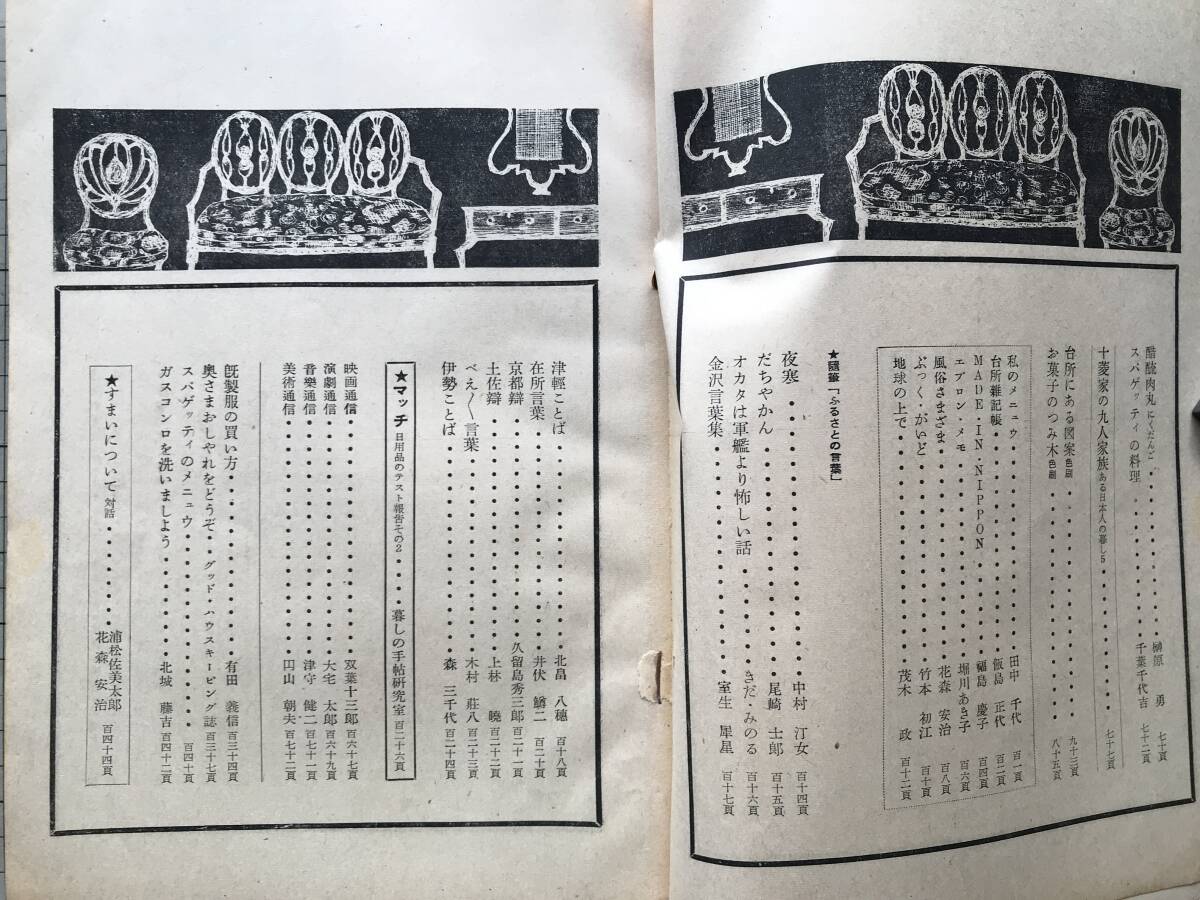 酷醯肉丸 にくだんご・・・榊原 勇 七十頁
スパゲッティの料理 千葉千代吉 七十二頁
十菱家の九人家族 ある日本人の暮し5・・・七十七頁
台所にある図案 色刷・・・九十三頁
お菓子のつみ木 色刷・・・八十五頁
私のメニュウ・・・田中 千代 百一頁
台所雑記帳・・・飯島 正代 百二頁
MADE・IN・NIPPON・・・福島 慶子 百四頁
エプロン・メモ・・・堀川あき子 百六頁
風俗さまざま・・・花森 安治 百八頁
ぶっく・がいど・・・竹本 初江 百十頁
地球の上で・・・茂木 政 百十二頁
★随筆「ふるさとの言葉」
夜寒・・・中村 汀女 百十四頁
だちやかん・・・尾崎 士郎 百十五頁
オカタは軍艦より怖しい話・・・きだ・みのる 百十六頁
金沢言葉集・・・室生 犀星 百十七頁
津軽ことば・・・北畠 八穂 百十八頁
在所言葉・・・井伏 鱒二 百二十頁
京都辯・・・久留島秀三郎 百二十一頁
土佐辯・・・上林 暁 百二十二頁
べえ〱言葉・・・木村 荘八 百二十三頁
伊勢ことば・・・森 三千代 百二十四頁
★マッチ 日用品のテスト報告その2・・・暮しの手帖研究室 百二十六頁
映画通信・・・双葉十三郎 百六十七頁
演劇通信・・・大宅 太郎 百六十九頁
音樂通信・・・津守 健二 百七十一頁
美術通信・・・円山 朝夫 百七十二頁
既製服の買い方・・・有田 義信 百三十四頁
奥さまおしやれをどうぞ・・グッド・ハウスキーピング誌 百三十七頁
スパゲッティのメニュウ・・・百四十頁
ガスコンロを洗いましよう・・・北城 藤吉 百四十二頁
★すまいについて 対話・・・浦松佐美太郎 花森 安治 百四十四頁